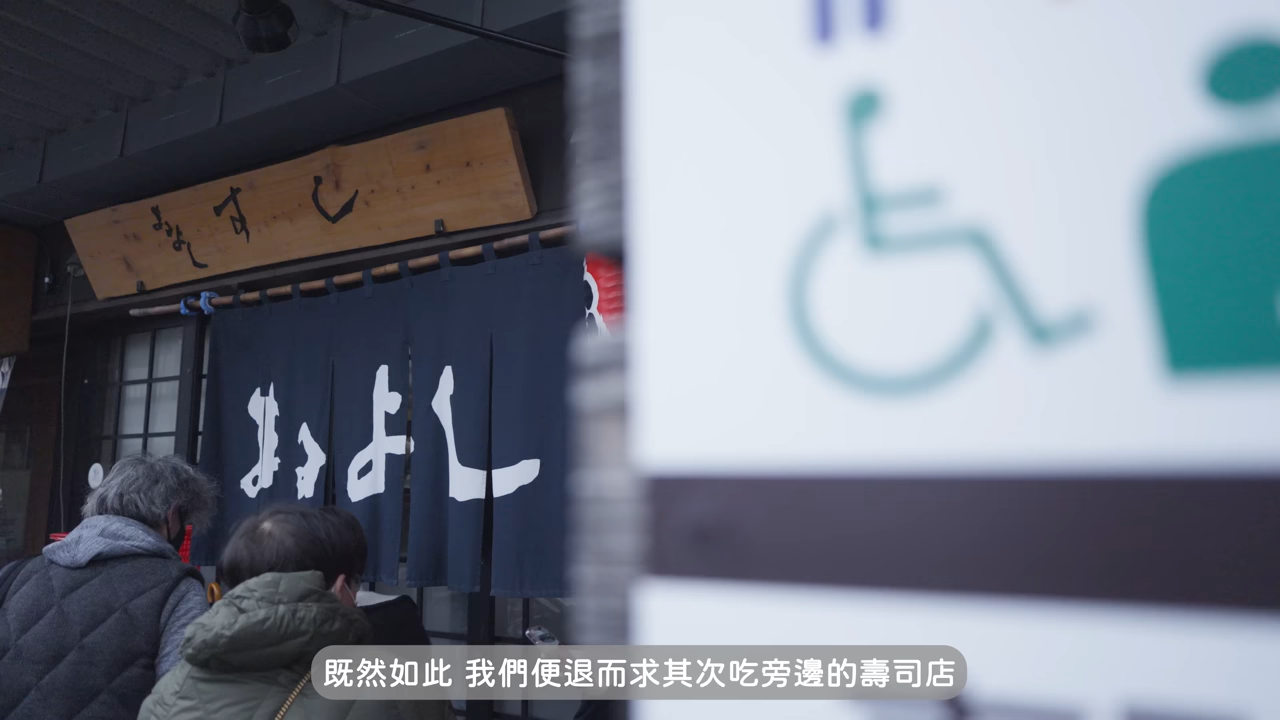 まるよし すし
まるよし
既然如此 我們便退而求其次吃旁邊的壽司店